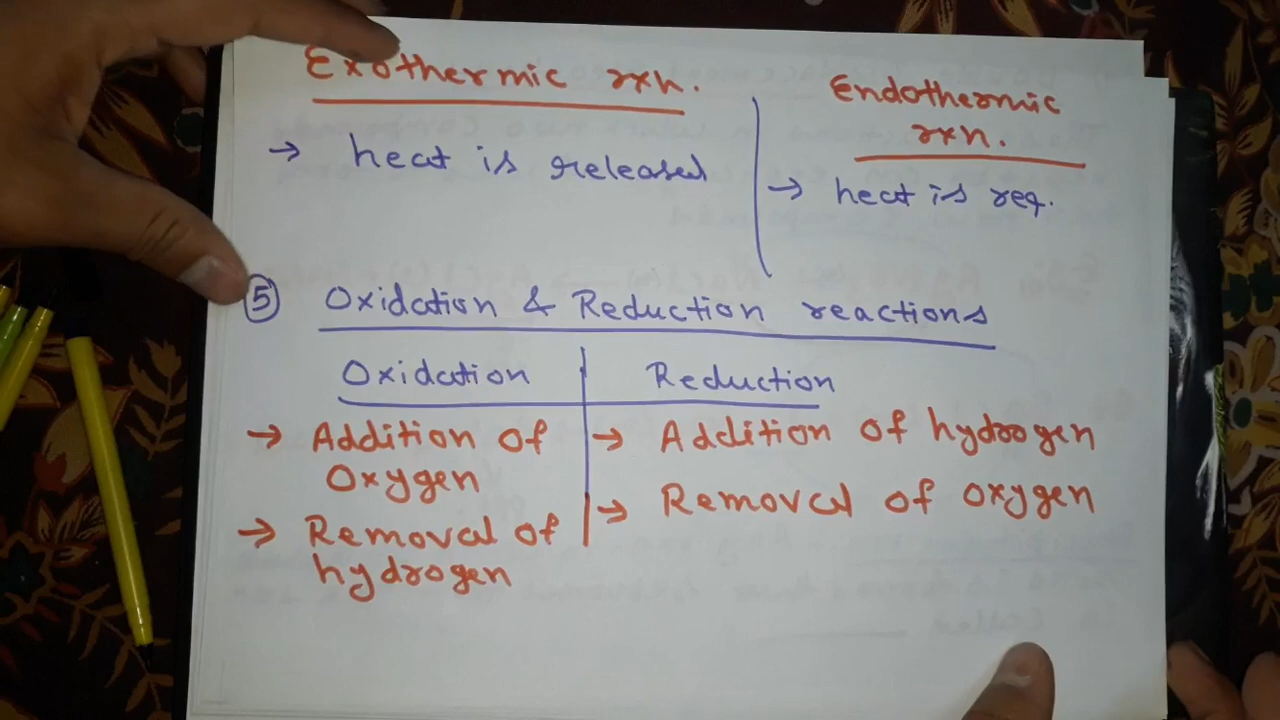 Exothermic rxn.
→ heat is released
Endothermic
rxn.
→ heat is req.
⑤ Oxidation & Reduction reactions
Oxidation
→ Addition of
Oxygen
→ Removal of
hydrogen
Reduction
→ Addition of hydrogen
→ Removal of oxygen